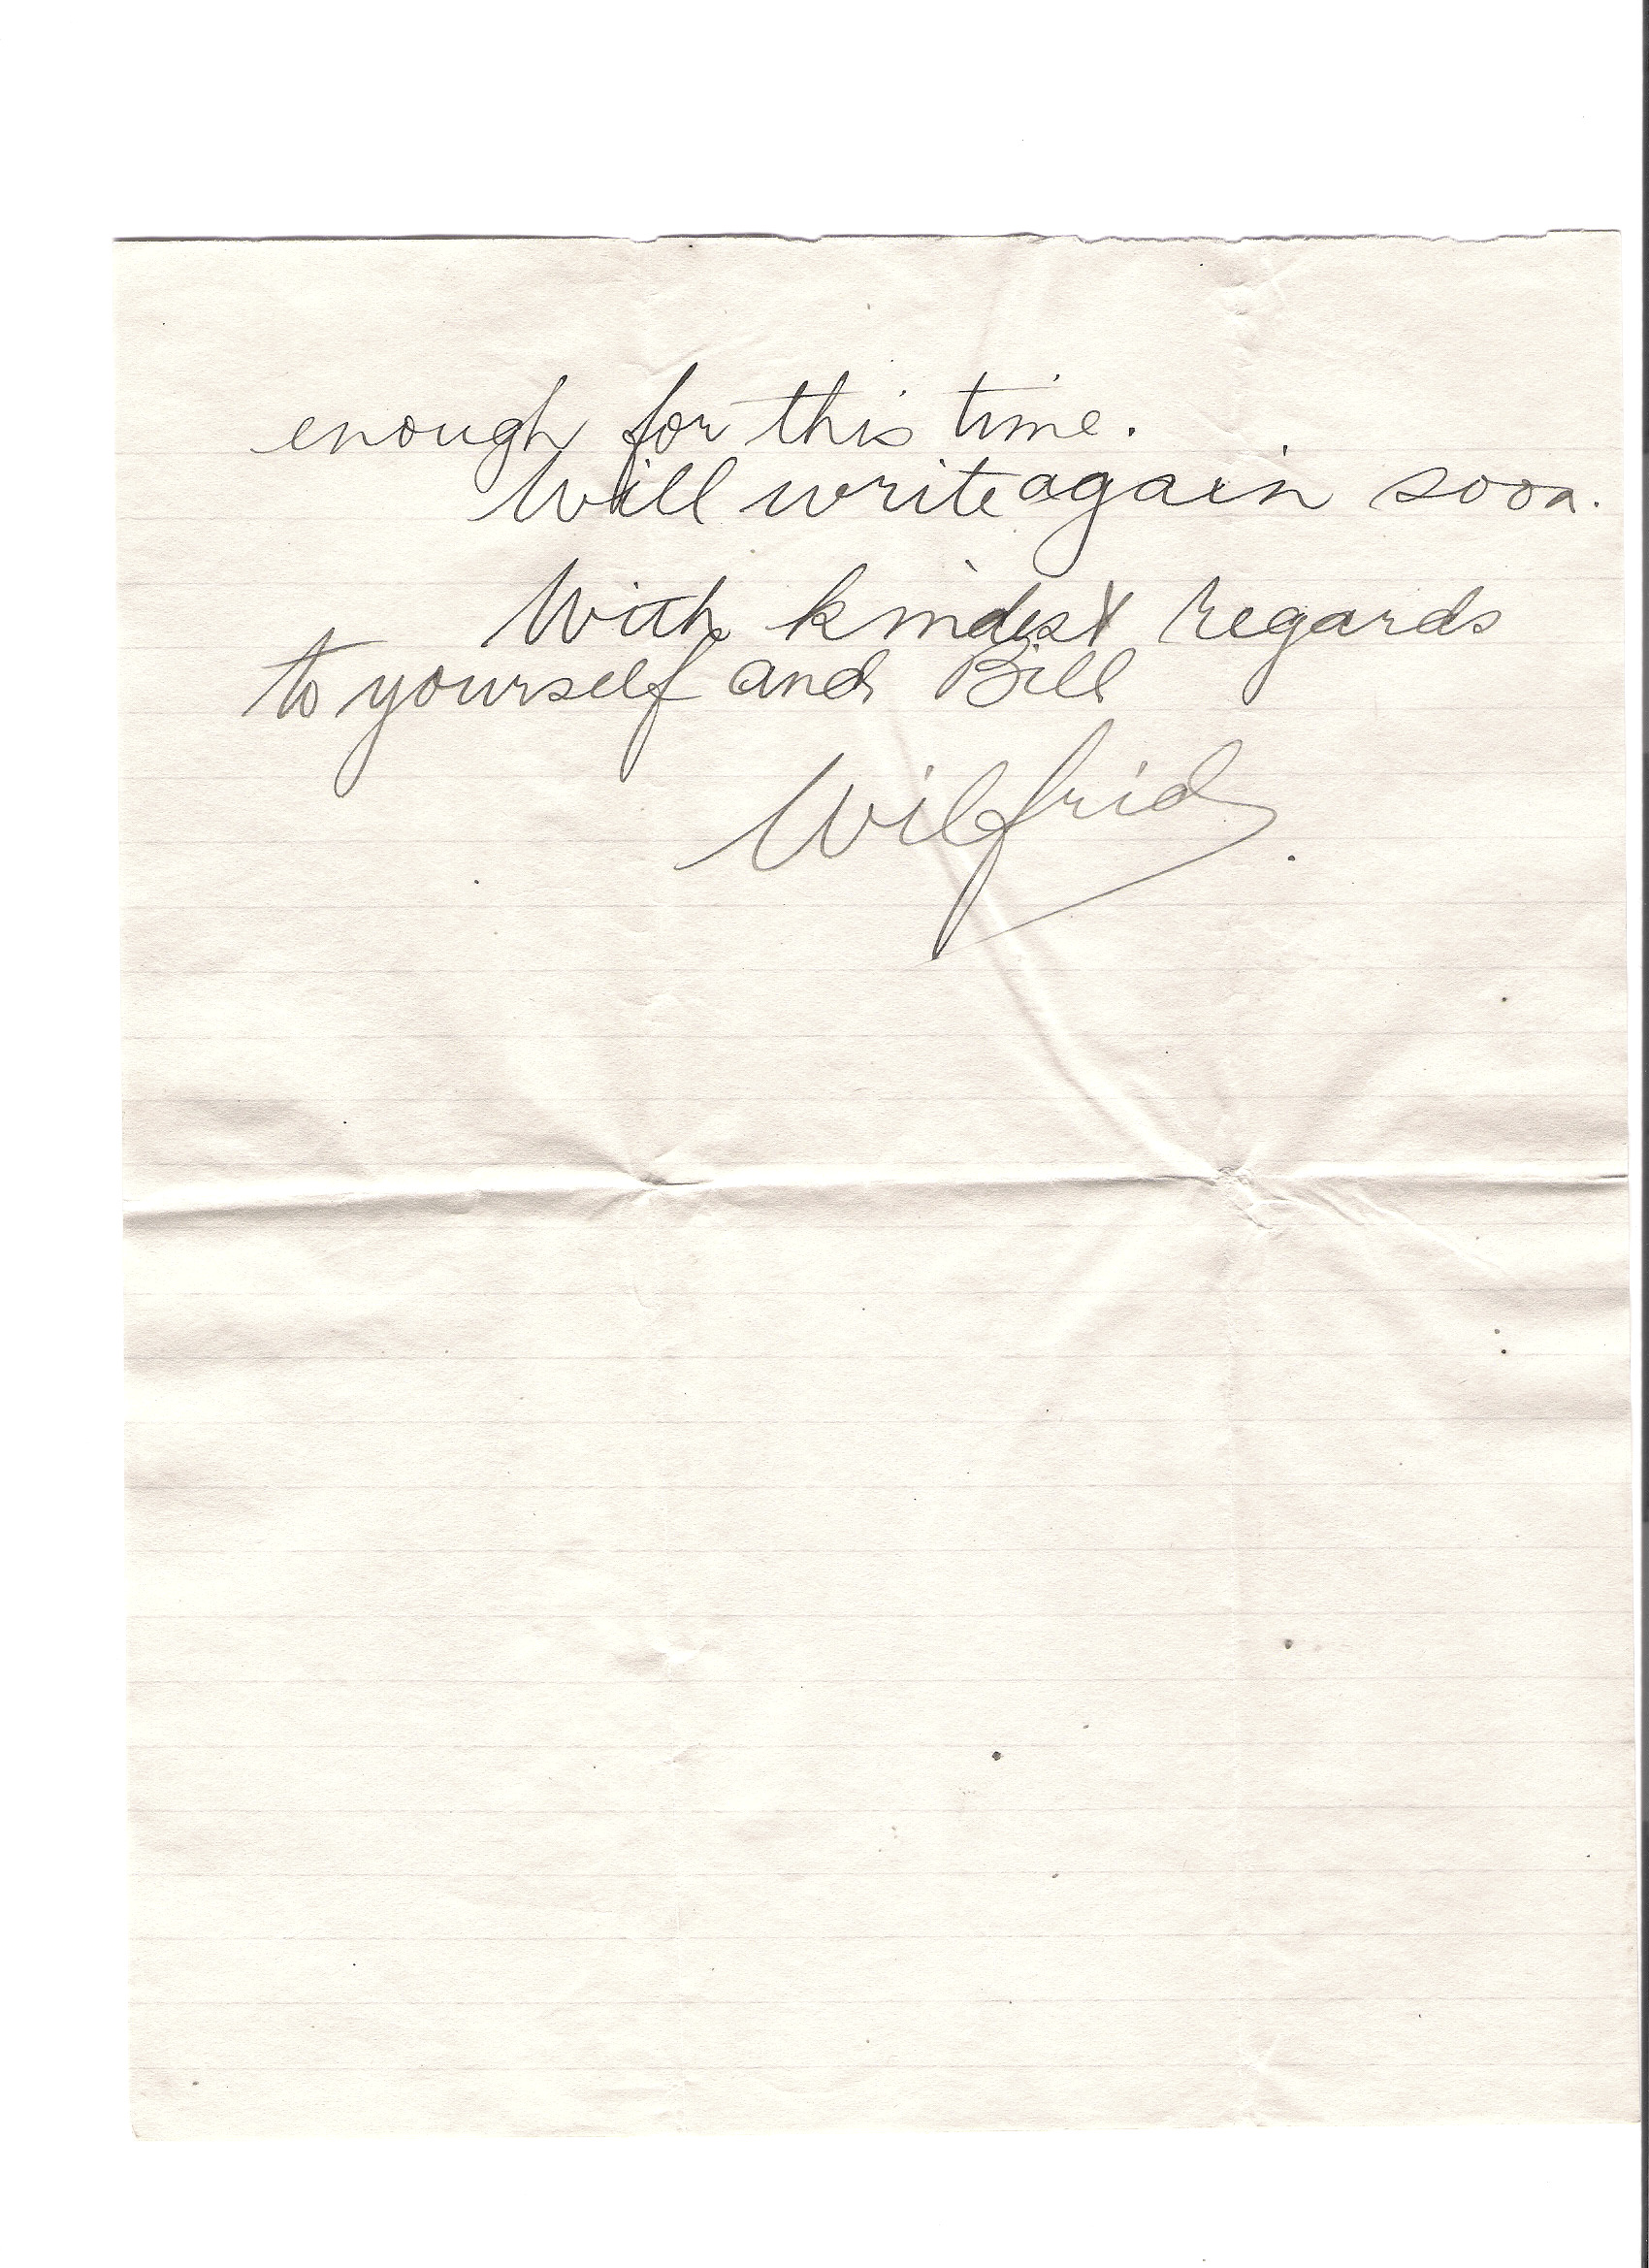 enough for this time.
Will write again soon.
With kindest regards
to yourself and Bill
Wilfrid.